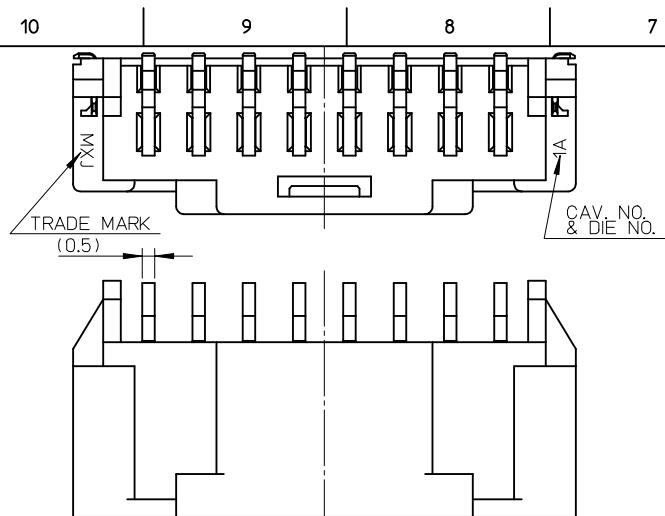 10 9 8 7
MXJ
1A
TRADE MARK
(0.5)
CAV. NO.
& DIE NO.